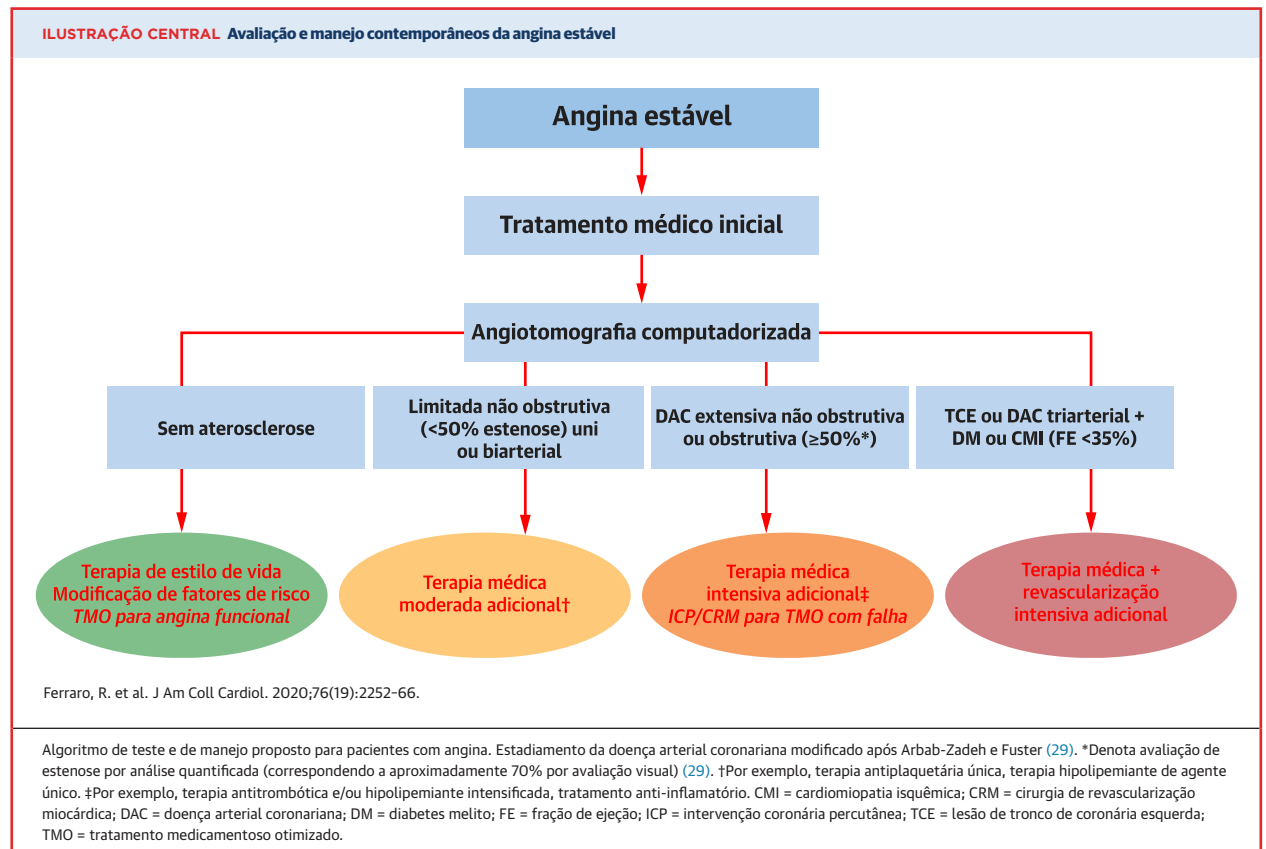 ILUSTRAÇÃO CENTRAL Avaliação e manejo contemporâneos da angina estável
Angina estável
Tratamento médico inicial
Angiotomografia computadorizada
Sem aterosclerose
Limitada não obstrutiva
(<50% estenose) uni
ou biarterial
DAC extensiva não obstrutiva
ou obstrutiva (≥50%*)
TCE ou DAC triarterial +
DM ou CMI (FE <35%)
Terapia de estilo de vida
Modificação de fatores de risco
TMO para angina funcional
Terapia médica
moderada adicional†
Terapia médica
intensiva adicional‡
ICP/CRM para TMO com falha
Terapia médica +
revascularização
intensiva adicional
Ferraro, R. et al. J Am Coll Cardiol. 2020;76(19):2252-66.
Algoritmo de teste e de manejo proposto para pacientes com angina. Estadiamento da doença arterial coronariana modificado após Arbab-Zadeh e Fuster (29). *Denota avaliação de
estenose por análise quantificada (correspondendo a aproximadamente 70% por avaliação visual) (29). †Por exemplo, terapia antiplaquetária única, terapia hipolipemiante de agente
único. ‡Por exemplo, terapia antitrombótica e/ou hipolipemiante intensificada, tratamento anti-inflamatório. CMI = cardiomiopatia isquêmica; CRM = cirurgia de revascularização
miocárdica; DAC = doença arterial coronariana; DM = diabetes melito; FE = fração de ejeção; ICP = intervenção coronária percutânea; TCE = lesão de tronco de coronária esquerda;
TMO = tratamento medicamentoso otimizado.